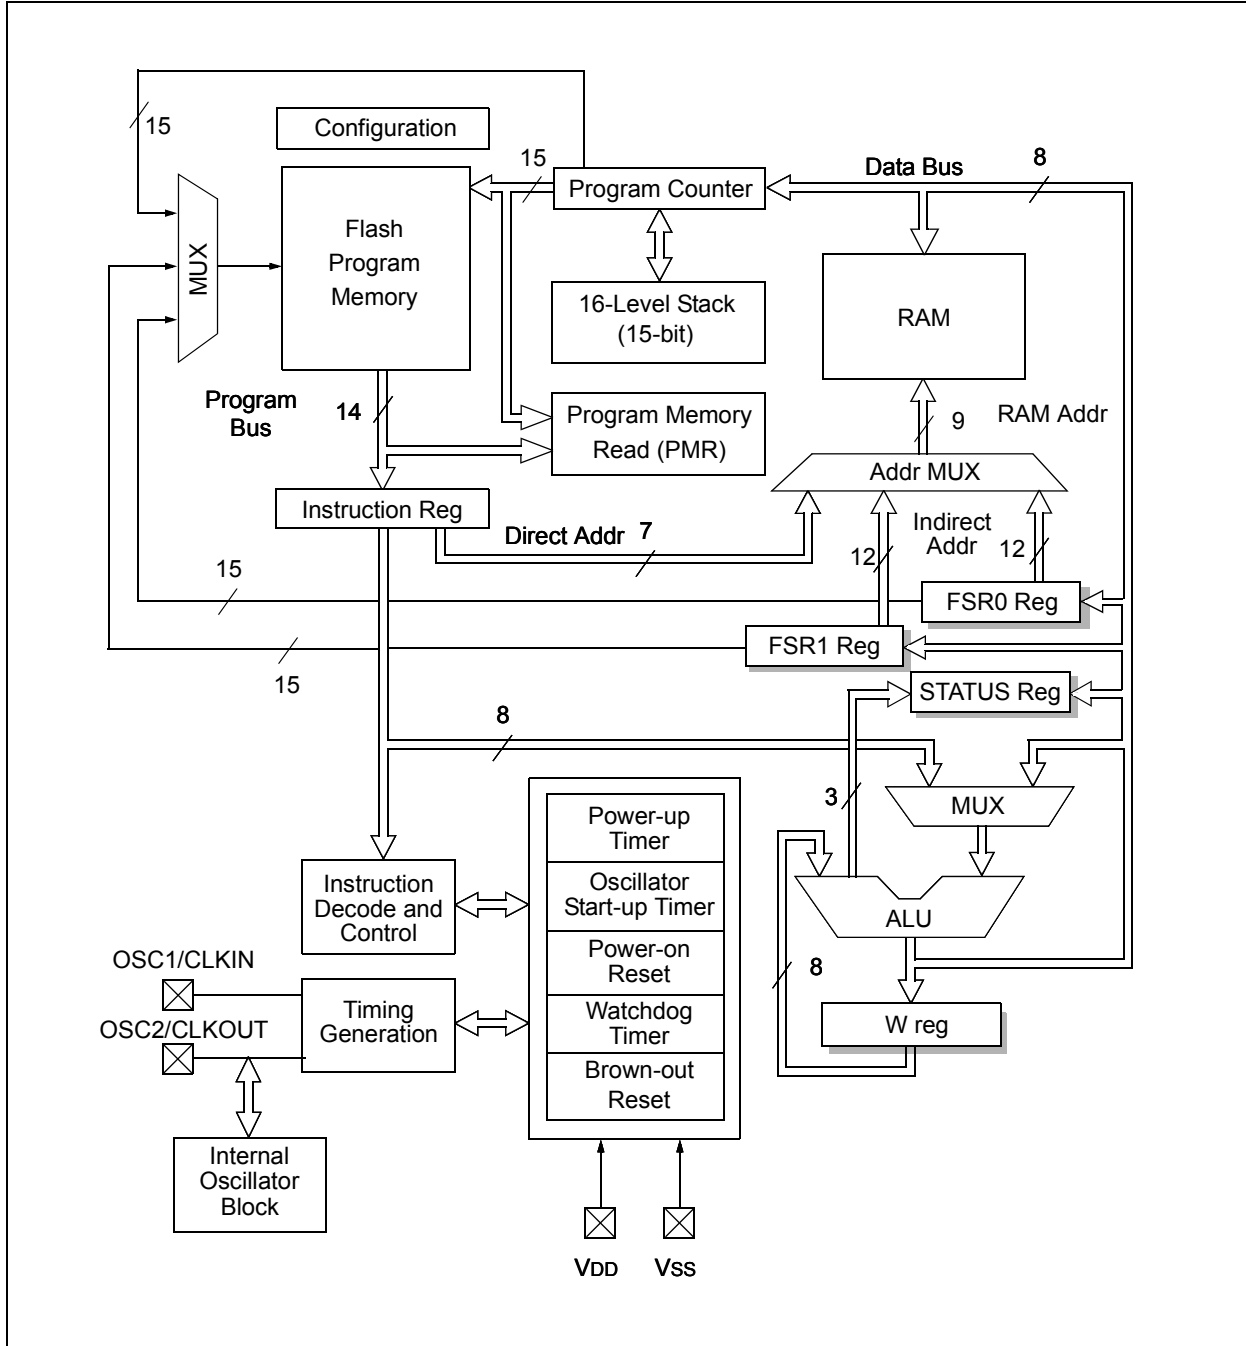 15
Configuration
15
Program Counter
Data Bus
8
MUX
Flash
Program
Memory
16-Level Stack
(15-bit)
RAM
Program
Bus
14
Program Memory
Read (PMR)
9
RAM Addr
Addr MUX
Instruction Reg
Direct Addr
7
Indirect
Addr
12
12
15
FSR0 Reg
FSR1 Reg
15
STATUS Reg
8
3
MUX
Power-up
Timer
Oscillator
Start-up Timer
Power-on
Reset
Watchdog
Timer
Brown-out
Reset
Instruction
Decode and
Control
ALU
8
OSC1/CLKIN
OSC2/CLKOUT
Timing
Generation
W reg
Internal
Oscillator
Block
VDD
VSS